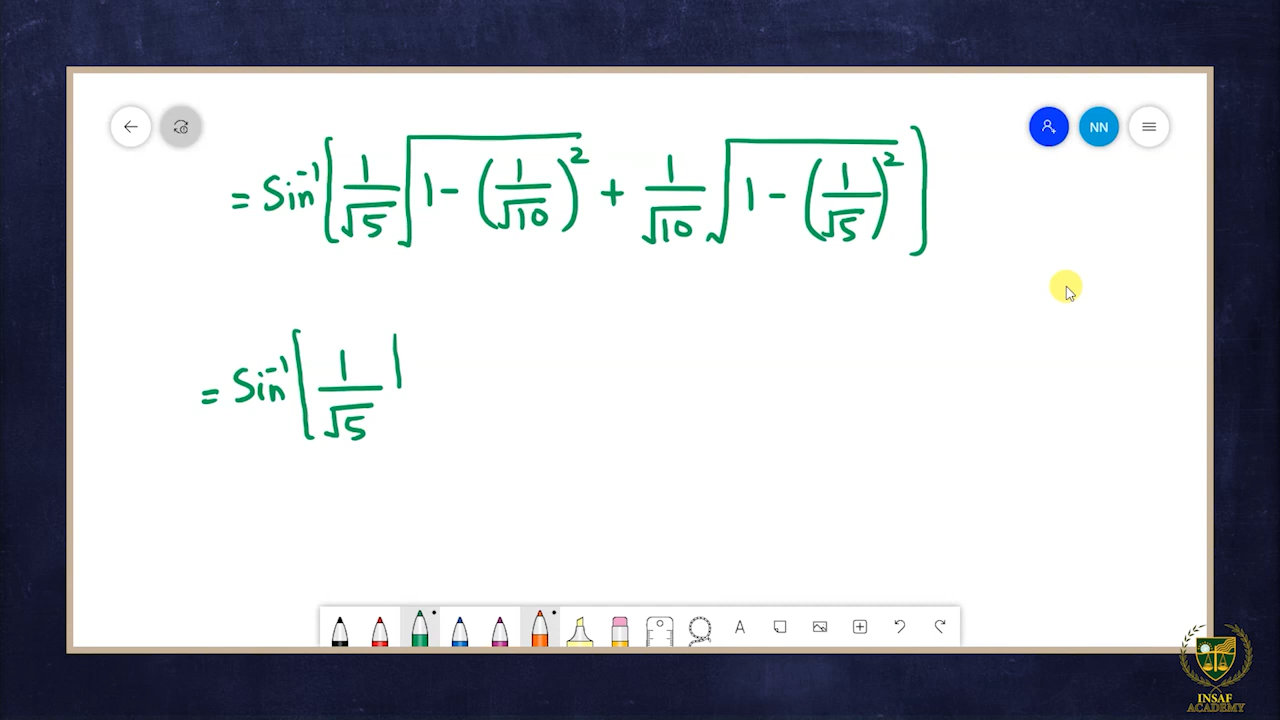 NN
= Sin⁻¹[ 1/√5 √(1 - (1/√10)²) + 1/√10 √(1 - (1/√5)²) ]
= Sin⁻¹[ 1/√5 |
A
INSAF
ACADEMY